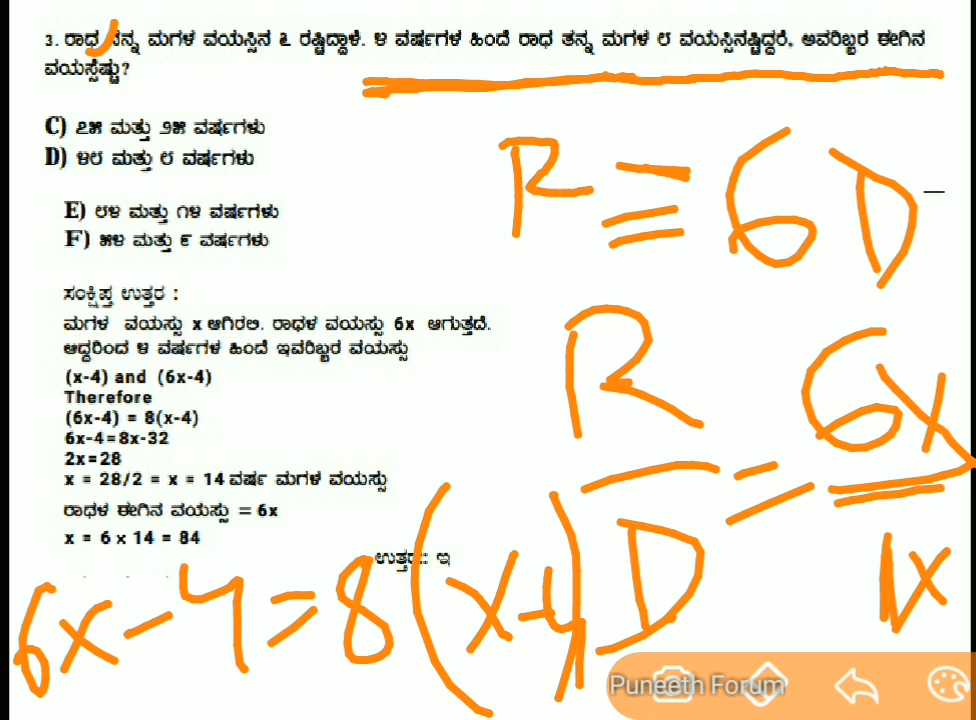 3. ರಾಧ ತನ್ನ ಮಗಳ ವಯಸ್ಸಿನ ೬ ರಷ್ಟಿದ್ದಾಳೆ. ೪ ವರ್ಷಗಳ ಹಿಂದೆ ರಾಧ ತನ್ನ ಮಗಳ ೮ ವಯಸ್ಸಿನಷ್ಟಿದ್ದರೆ, ಅವರಿಬ್ಬರ ಈಗಿನ
ವಯಸ್ಸೆಷ್ಟು?
C) ೭೫ ಮತ್ತು ೨೫ ವರ್ಷಗಳು
D) ೪೮ ಮತ್ತು ೮ ವರ್ಷಗಳು
E) ೮೪ ಮತ್ತು ೧೪ ವರ್ಷಗಳು
F) ೫೪ ಮತ್ತು ೯ ವರ್ಷಗಳು
R = 6D
ಸಂಕ್ಷಿಪ್ತ ಉತ್ತರ :
ಮಗಳ ವಯಸ್ಸು x ಆಗಿರಲಿ. ರಾಧಳ ವಯಸ್ಸು 6x ಆಗುತ್ತದೆ.
ಆದ್ದರಿಂದ ೪ ವರ್ಷಗಳ ಹಿಂದೆ ಇವರಿಬ್ಬರ ವಯಸ್ಸು
(x-4) and (6x-4)
Therefore
(6x-4) = 8(x-4)
6x-4=8x-32
2x=28
x = 28/2 = x = 14 ವರ್ಷ ಮಗಳ ವಯಸ್ಸು
ರಾಧಳ ಈಗಿನ ವಯಸ್ಸು = 6x
x = 6 × 14 = 84
ಉತ್ತರ:: ಇ
R = 6x
D 1x
6x-4=8(x-4)
Puneeth Forum